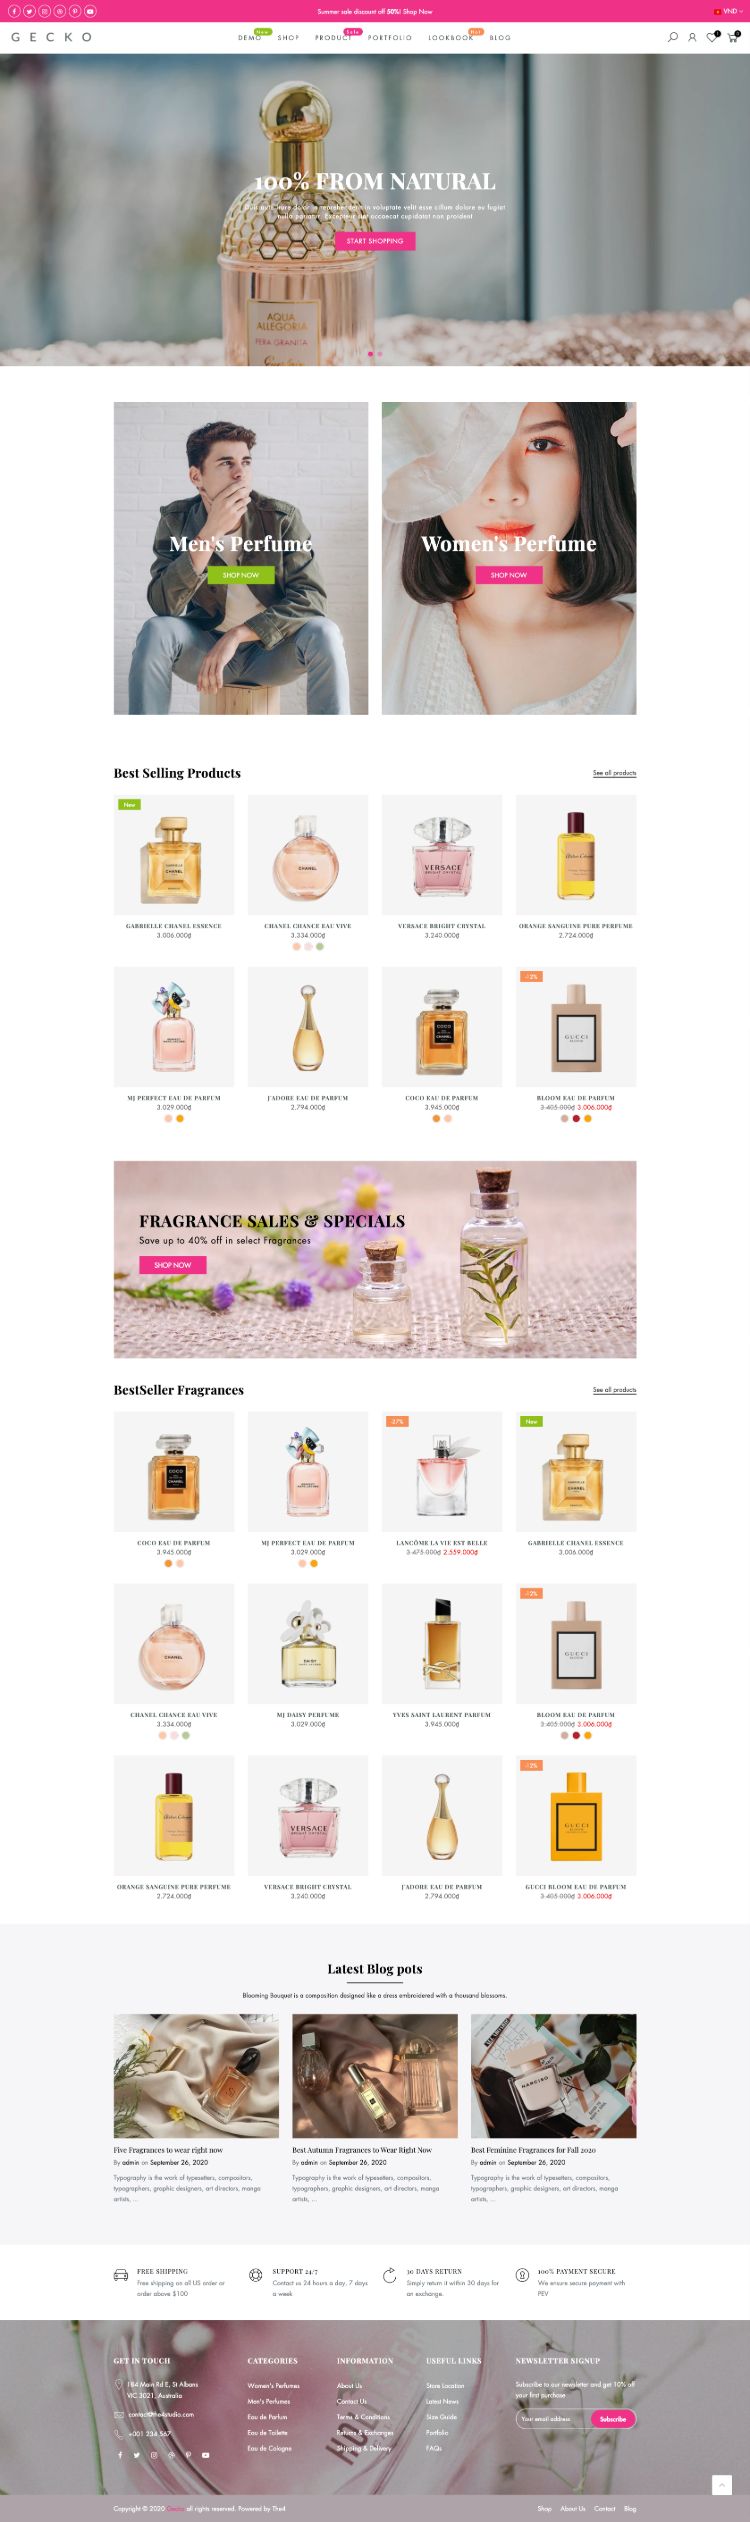 Summer sale discount off 50%! Shop Now
VND
GECKO
DEMO New SHOP PRODUCT Sale PORTFOLIO LOOKBOOK Hot BLOG
100% FROM NATURAL
Duis aute irure dolor in reprehenderit in voluptate velit esse cillum dolore eu fugiat
nulla pariatur. Excepteur sint occaecat cupidatat non proident
START SHOPPING
AQUA
ALLEGORIA
PERA GRANITA
Guerlain
Men's Perfume
SHOP NOW
Women's Perfume
SHOP NOW
Best Selling Products
See all products
New
GABRIELLE CHANEL ESSENCE
3.006.000₫
CHANEL CHANCE EAU VIVE
3.334.000₫
VERSACE BRIGHT CRYSTAL
3.240.000₫
ORANGE SANGUINE PURE PERFUME
2.724.000₫
MJ PERFECT EAU DE PARFUM
3.029.000₫
J'ADORE EAU DE PARFUM
2.794.000₫
COCO EAU DE PARFUM
3.945.000₫
-12%
BLOOM EAU DE PARFUM
3.405.000₫ 3.006.000₫
FRAGRANCE SALES & SPECIALS
Save up to 40% off in select Fragrances
SHOP NOW
BestSeller Fragrances
See all products
COCO EAU DE PARFUM
3.945.000₫
MJ PERFECT EAU DE PARFUM
3.029.000₫
-27%
LANCÔME LA VIE EST BELLE
3.475.000₫ 2.559.000₫
New
GABRIELLE CHANEL ESSENCE
3.006.000₫
CHANEL CHANCE EAU VIVE
3.334.000₫
MJ DAISY PERFUME
3.029.000₫
YVES SAINT LAURENT PARFUM
3.945.000₫
-12%
BLOOM EAU DE PARFUM
3.405.000₫ 3.006.000₫
ORANGE SANGUINE PURE PERFUME
2.724.000₫
VERSACE BRIGHT CRYSTAL
3.240.000₫
J'ADORE EAU DE PARFUM
2.794.000₫
-12%
GUCCI BLOOM EAU DE PARFUM
3.405.000₫ 3.006.000₫
Latest Blog pots
Blooming Bouquet is a composition designed like a dress embroidered with a thousand blossoms.
Five Fragrances to wear right now
By admin on September 26, 2020
Typography is the work of typesetters, compositors,
typographers, graphic designers, art directors, manga
artists, ...
Best Autumn Fragrances to Wear Right Now
By admin on September 26, 2020
Typography is the work of typesetters, compositors,
typographers, graphic designers, art directors, manga
artists, ...
Best Feminine Fragrances for Fall 2020
By admin on September 26, 2020
Typography is the work of typesetters, compositors,
typographers, graphic designers, art directors, manga
artists, ...
FREE SHIPPING
Free shipping on all US order or
order above $100
SUPPORT 24/7
Contact us 24 hours a day, 7 days
a week
30 DAYS RETURN
Simply return it within 30 days for
an exchange.
100% PAYMENT SECURE
We ensure secure payment with
PEV
GET IN TOUCH
184 Main Rd E, St Albans
VIC 3021, Australia
contact@the4studio.com
+001 234 567
CATEGORIES
Women's Perfumes
Men's Perfumes
Eau de Parfum
Eau de Toilette
Eau de Cologne
INFORMATION
About Us
Contact Us
Terms & Conditions
Returns & Exchanges
Shipping & Delivery
USEFUL LINKS
Store Location
Latest News
Size Guide
Portfolio
FAQs
NEWSLETTER SIGNUP
Subscribe to our newsletter and get 10% off
your first purchase
Your email address
Subscribe
Copyright © 2020 Gecko all rights reserved. Powered by The4
Shop About Us Contact Blog